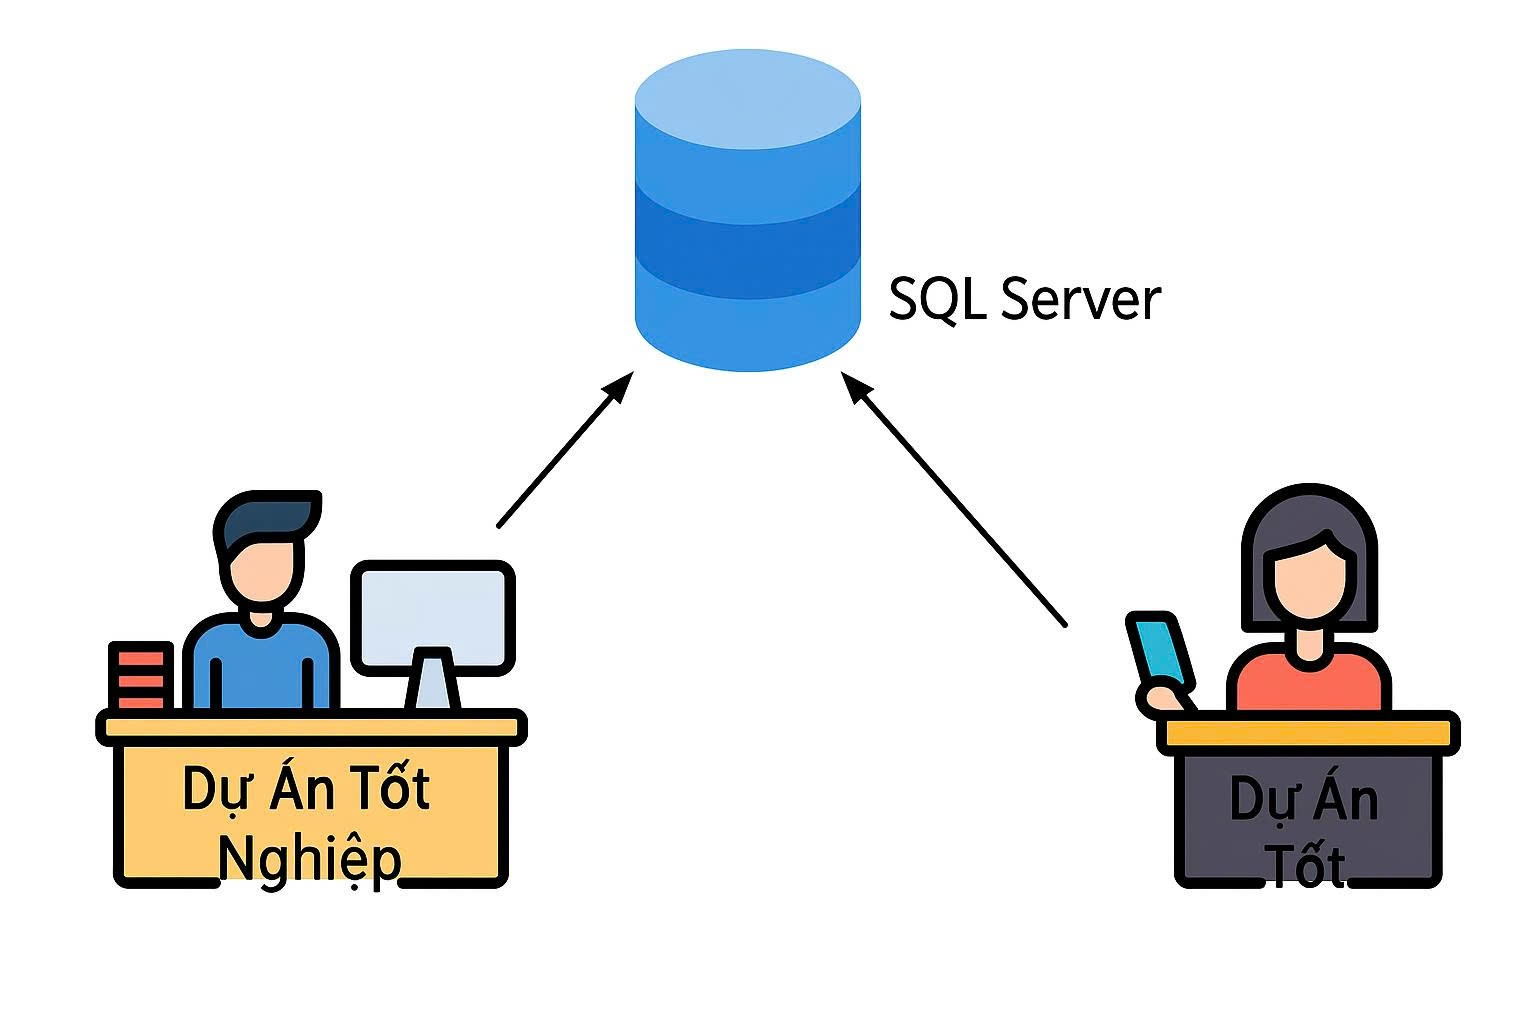 SQL Server
Dự Án Tốt
Nghiệp
Dự Án
Tốt